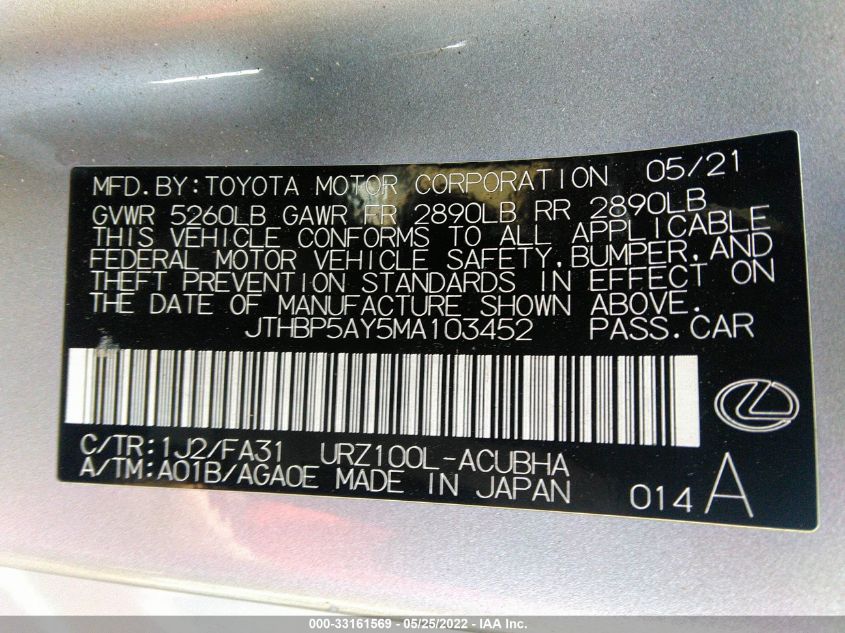 MFD.BY:TOYOTA MOTOR CORPORATION 05/21
GVWR 5260LB GAWR FR 2890LB RR 2890LB
THIS VEHICLE CONFORMS TO ALL APPLICABLE
FEDERAL MOTOR VEHICLE SAFETY,BUMPER,AND
THEFT PREVENTION STANDARDS IN EFFECT ON
THE DATE OF MANUFACTURE SHOWN ABOVE.
JTHBP5AY5MA103452 PASS.CAR
C/TR:1J2/FA31 URZ100L-ACUBHA
A/TM:A01B/AGA0E MADE IN JAPAN 014 A
000-33161569 - 05/25/2022 - IAA Inc.